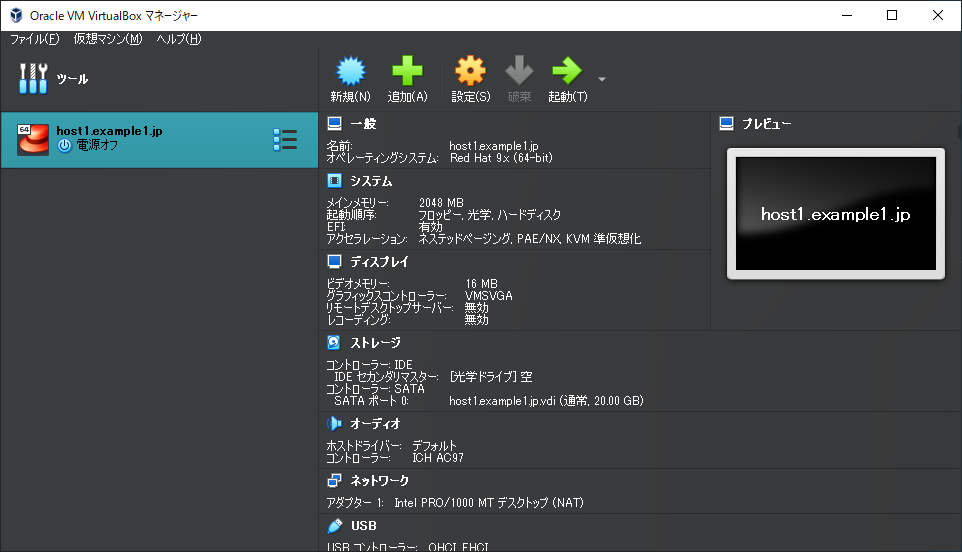 Oracle VM VirtualBox マネージャー
ファイル(F) 仮想マシン(M) ヘルプ(H)
ツール
64
host1.example1.jp
電源オフ
新規(N) 追加(A) 設定(S) 破棄 起動(T)
一般
名前: host1.example1.jp
オペレーティングシステム: Red Hat 9.x (64-bit)
システム
メインメモリー: 2048 MB
起動順序: フロッピー, 光学, ハードディスク
EFI: 有効
アクセラレーション: ネステッドページング, PAE/NX, KVM 準仮想化
ディスプレイ
ビデオメモリー: 16 MB
グラフィックスコントローラー: VMSVGA
リモートデスクトップサーバー: 無効
レコーディング: 無効
プレビュー
host1.example1.jp
ストレージ
コントローラー: IDE
IDE セカンダリマスター: [光学ドライブ] 空
コントローラー: SATA
SATA ポート 0: host1.example1.jp.vdi (通常, 20.00 GB)
オーディオ
ホストドライバー: デフォルト
コントローラー: ICH AC97
ネットワーク
アダプター 1: Intel PRO/1000 MT デスクトップ (NAT)
USB
USB コントローラー: OHCI, EHCI